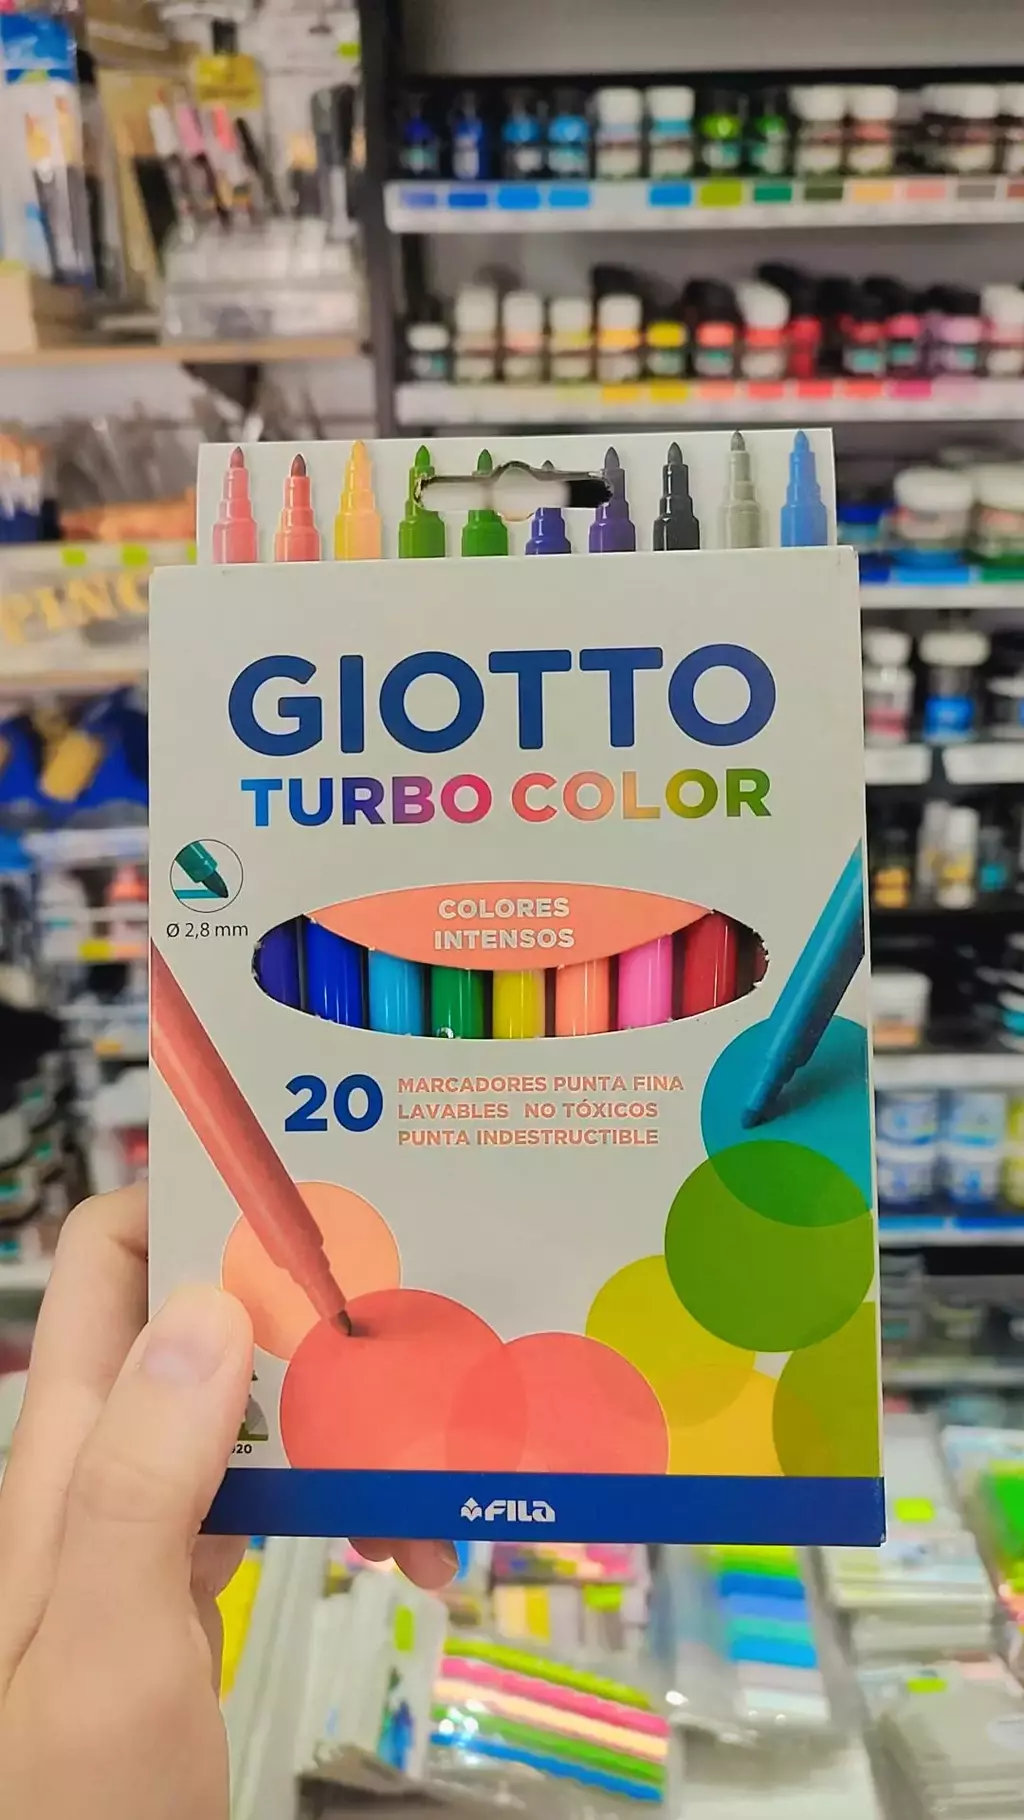 GIOTTO
TURBO COLOR
Ø 2,8 mm
COLORES
INTENSOS
20
MARCADORES PUNTA FINA
LAVABLES NO TÓXICOS
PUNTA INDESTRUCTIBLE
FILA